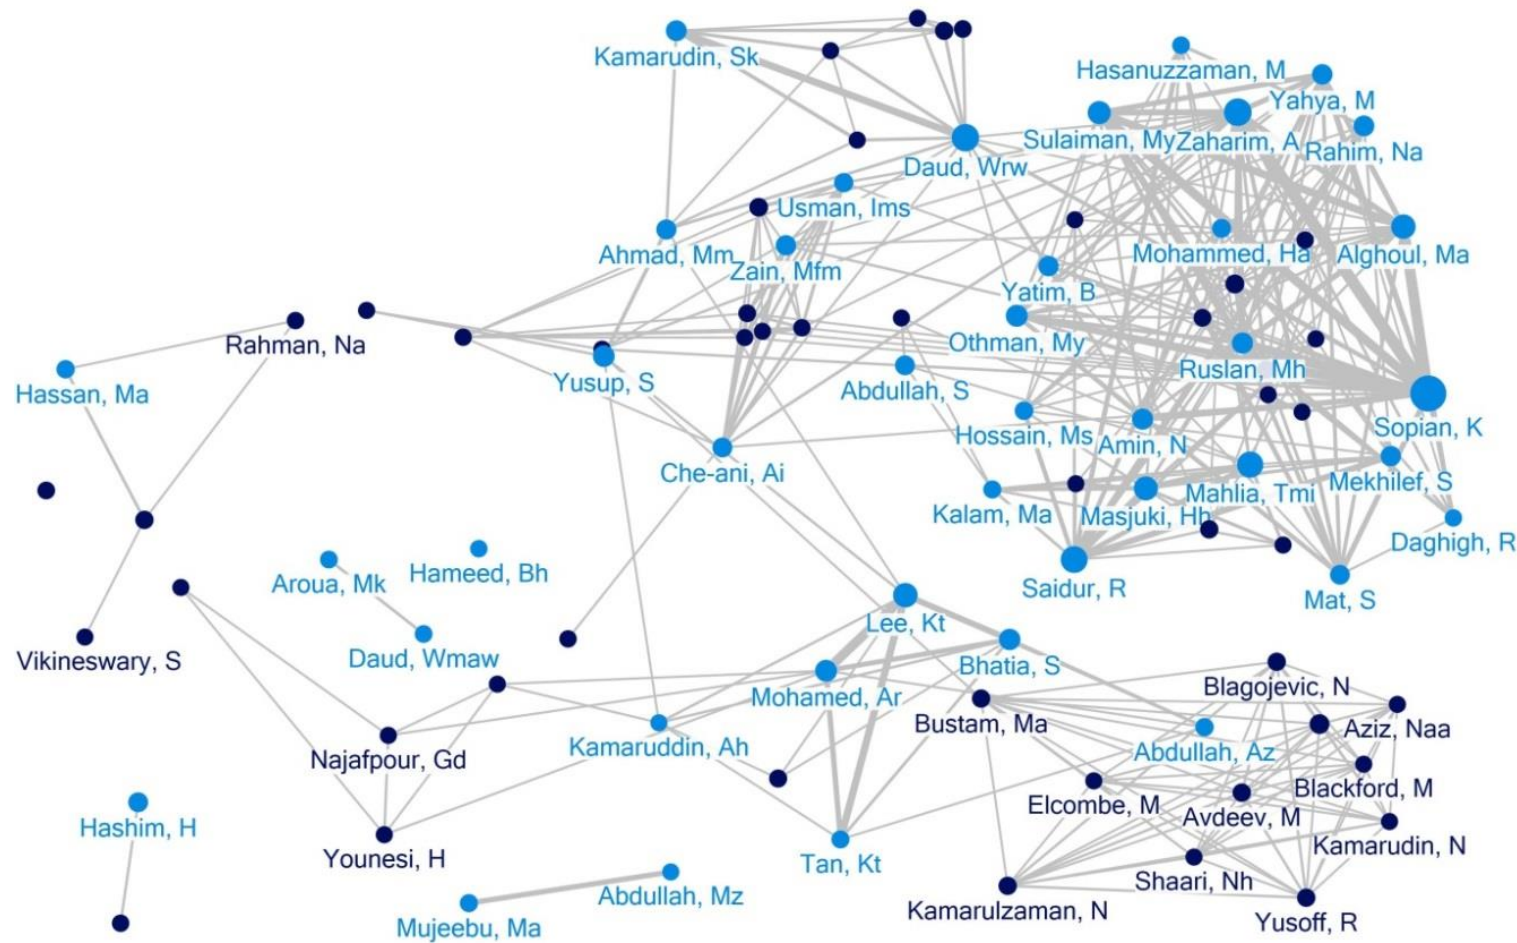 Kamarudin, Sk
Hasanuzzaman, M
Yahya, M
Sulaiman, My
Zaharim, A
Rahim, Na
Daud, Wrw
Usman, Ims
Ahmad, Mm
Zain, Mfm
Mohammed, Ha
Alghoul, Ma
Yatim, B
Othman, My
Rahman, Na
Hassan, Ma
Yusup, S
Abdullah, S
Ruslan, Mh
Sopian, K
Hossain, Ms
Amin, N
Che-ani, Ai
Mekhilef, S
Mahlia, Tmi
Kalam, Ma
Masjuki, Hh
Daghigh, R
Aroua, Mk
Hameed, Bh
Saidur, R
Mat, S
Lee, Kt
Vikineswary, S
Daud, Wmaw
Bhatia, S
Mohamed, Ar
Blagojevic, N
Bustam, Ma
Aziz, Naa
Kamaruddin, Ah
Abdullah, Az
Najafpour, Gd
Blackford, M
Elcombe, M
Avdeev, M
Hashim, H
Kamarudin, N
Younesi, H
Tan, Kt
Shaari, Nh
Abdullah, Mz
Kamarulzaman, N
Yusoff, R
Mujeebu, Ma